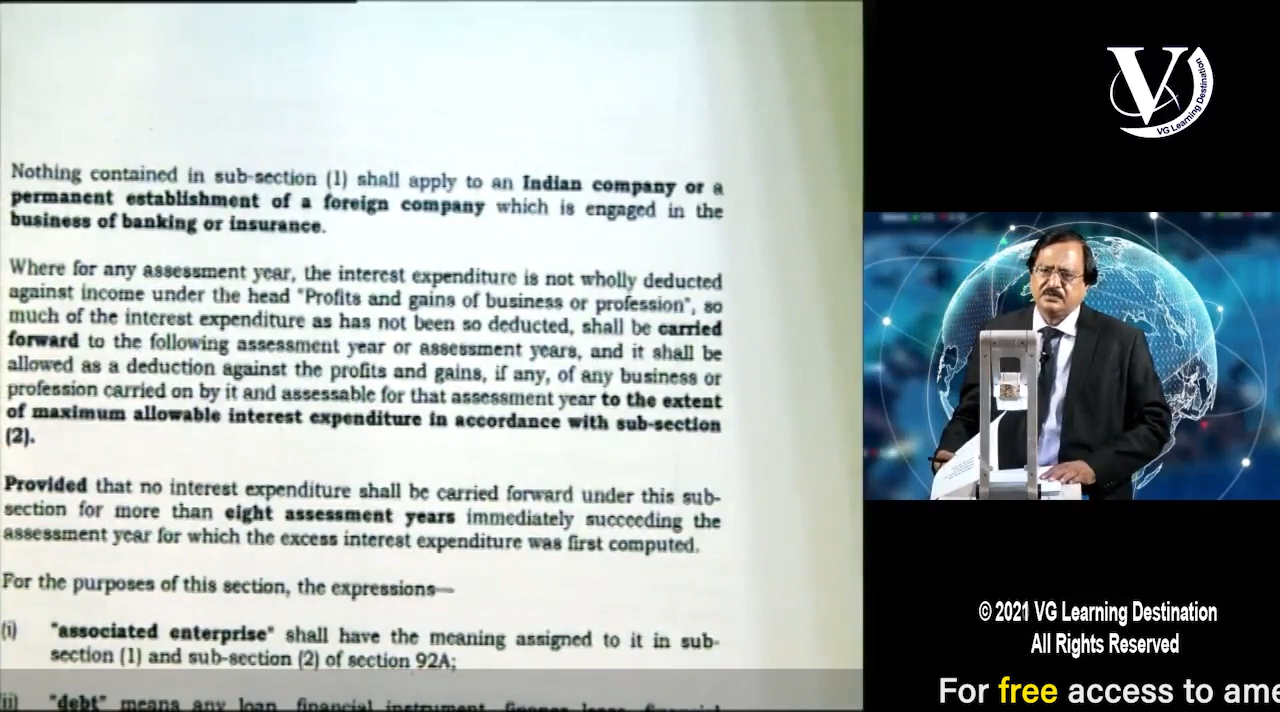 Nothing contained in sub-section (1) shall apply to an Indian company or a
permanent establishment of a foreign company which is engaged in the
business of banking or insurance.
Where for any assessment year, the interest expenditure is not wholly deducted
against income under the head "Profits and gains of business or profession", so
much of the interest expenditure as has not been so deducted, shall be carried
forward to the following assessment year or assessment years, and it shall be
allowed as a deduction against the profits and gains, if any, of any business or
profession carried on by it and assessable for that assessment year to the extent
of maximum allowable interest expenditure in accordance with sub-section
(2).
Provided that no interest expenditure shall be carried forward under this sub-
section for more than eight assessment years immediately succeeding the
assessment year for which the excess interest expenditure was first computed.
For the purposes of this section, the expressions—
(i) "associated enterprise" shall have the meaning assigned to it in sub-
section (1) and sub-section (2) of section 92A;
(ii) "debt" means any loan, financial instrument, finance lease, financial
V
VG Learning Destination
© 2021 VG Learning Destination
All Rights Reserved
For free access to ame